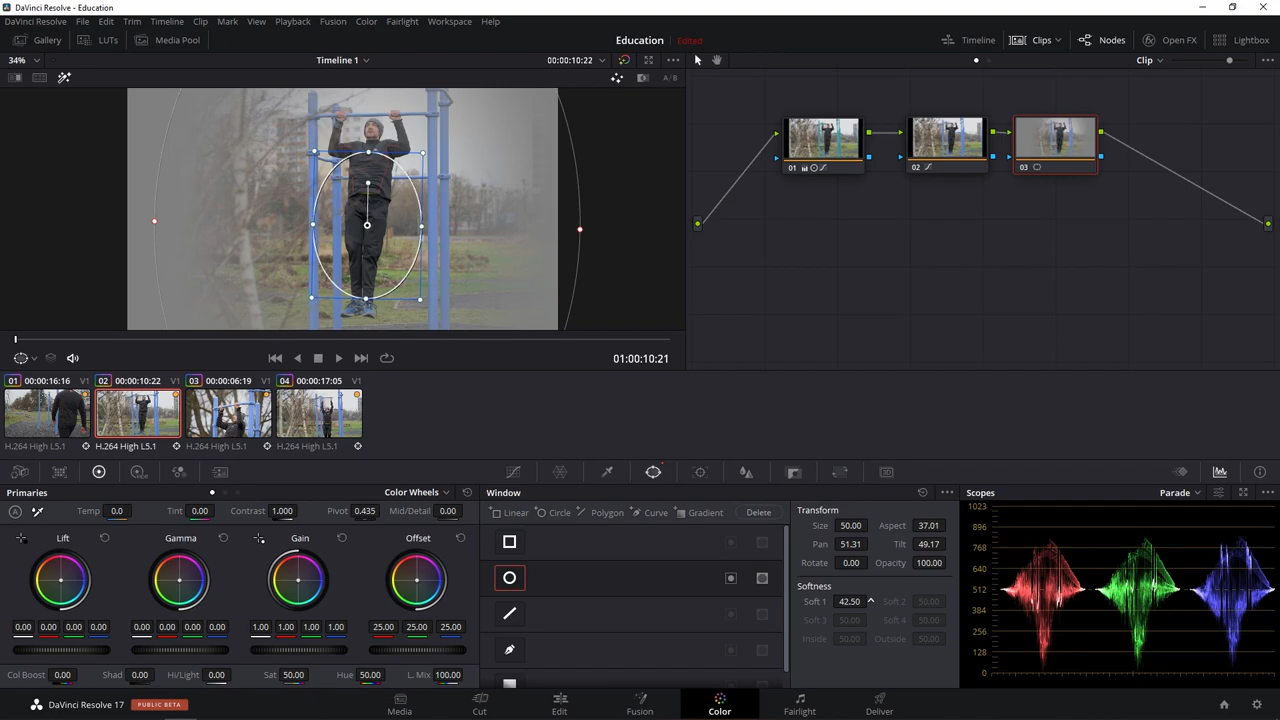 DaVinci Resolve - Education
DaVinci Resolve File Edit Trim Timeline Clip Mark View Playback Fusion Color Fairlight Workspace Help
Gallery LUTs Media Pool Education Edited Timeline Clips Nodes Open FX Lightbox
34% Timeline 1 00:00:10:22 Clip
A/B
01 02 03
01:00:10:21
01 00:00:16:16 V1 02 00:00:10:22 V1 03 00:00:06:19 V1 04 00:00:17:05 V1
H.264 High L5.1 H.264 High L5.1 H.264 High L5.1 H.264 High L5.1
Primaries Color Wheels Window Scopes Parade
A Temp 0.0 Tint 0.00 Contrast 1.000 Pivot 0.435 Mid/Detail 0.00
Linear Circle Polygon Curve Gradient Delete
Lift Gamma Gain Offset
0.00 0.00 0.00 0.00 0.00 0.00 0.00 0.00 1.00 1.00 1.00 1.00 25.00 25.00 25.00
Col Boost 0.00 Shad 0.00 Hi/Light 0.00 Sat 50.00 Hue 50.00 L. Mix 100.00
Transform
Size 50.00 Aspect 37.01
Pan 51.31 Tilt 49.17
Rotate 0.00 Opacity 100.00
Softness
Soft 1 42.50 Soft 2 50.00
Soft 3 50.00 Soft 4 50.00
Inside 50.00 Outside 50.00
1023
896
768
640
512
384
256
128
0
DaVinci Resolve 17 PUBLIC BETA Media Cut Edit Fusion Color Fairlight Deliver